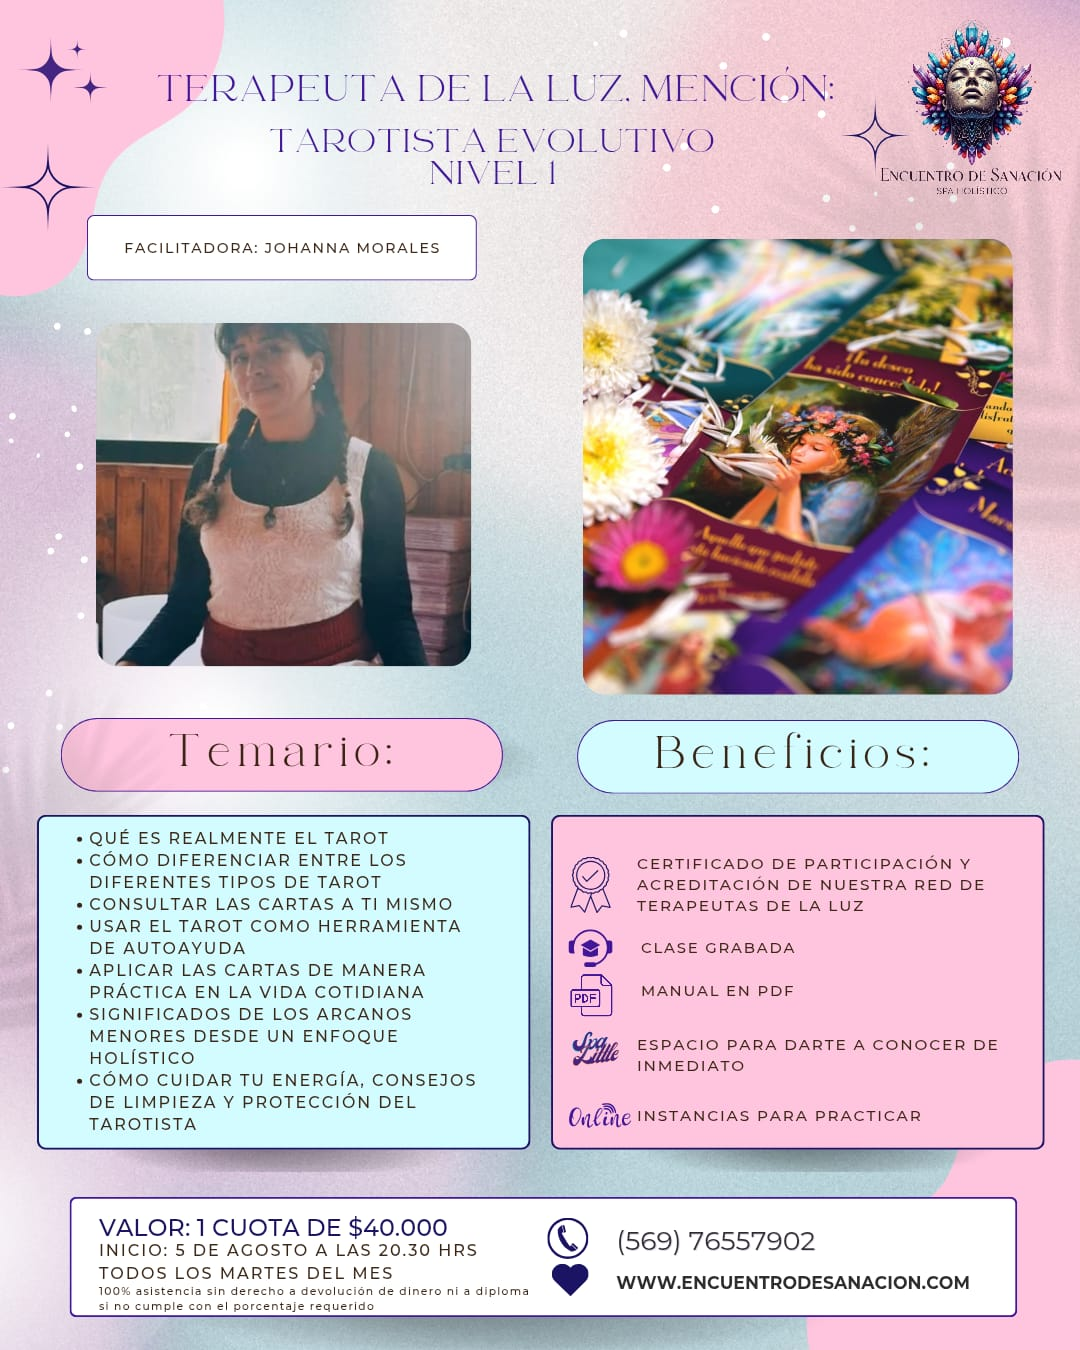 TERAPEUTA DE LA LUZ, MENCIÓN:
TAROTISTA EVOLUTIVO
NIVEL 1
ENCUENTRO DE SANACIÓN
SPA HOLÍSTICO
FACILITADORA: JOHANNA MORALES
¡Tu deseo
ha sido concedido!
Temario:
Beneficios:
• QUÉ ES REALMENTE EL TAROT
• CÓMO DIFERENCIAR ENTRE LOS
DIFERENTES TIPOS DE TAROT
• CONSULTAR LAS CARTAS A TI MISMO
• USAR EL TAROT COMO HERRAMIENTA
DE AUTOAYUDA
• APLICAR LAS CARTAS DE MANERA
PRÁCTICA EN LA VIDA COTIDIANA
• SIGNIFICADOS DE LOS ARCANOS
MENORES DESDE UN ENFOQUE
HOLÍSTICO
• CÓMO CUIDAR TU ENERGÍA, CONSEJOS
DE LIMPIEZA Y PROTECCIÓN DEL
TAROTISTA
CERTIFICADO DE PARTICIPACIÓN Y
ACREDITACIÓN DE NUESTRA RED DE
TERAPEUTAS DE LA LUZ
CLASE GRABADA
PDF
MANUAL EN PDF
Spa
Little
ESPACIO PARA DARTE A CONOCER DE
INMEDIATO
Online
INSTANCIAS PARA PRACTICAR
VALOR: 1 CUOTA DE $40.000
INICIO: 5 DE AGOSTO A LAS 20.30 HRS
TODOS LOS MARTES DEL MES
100% asistencia sin derecho a devolución de dinero ni a diploma
si no cumple con el porcentaje requerido
(569) 76557902
WWW.ENCUENTRODESANACION.COM